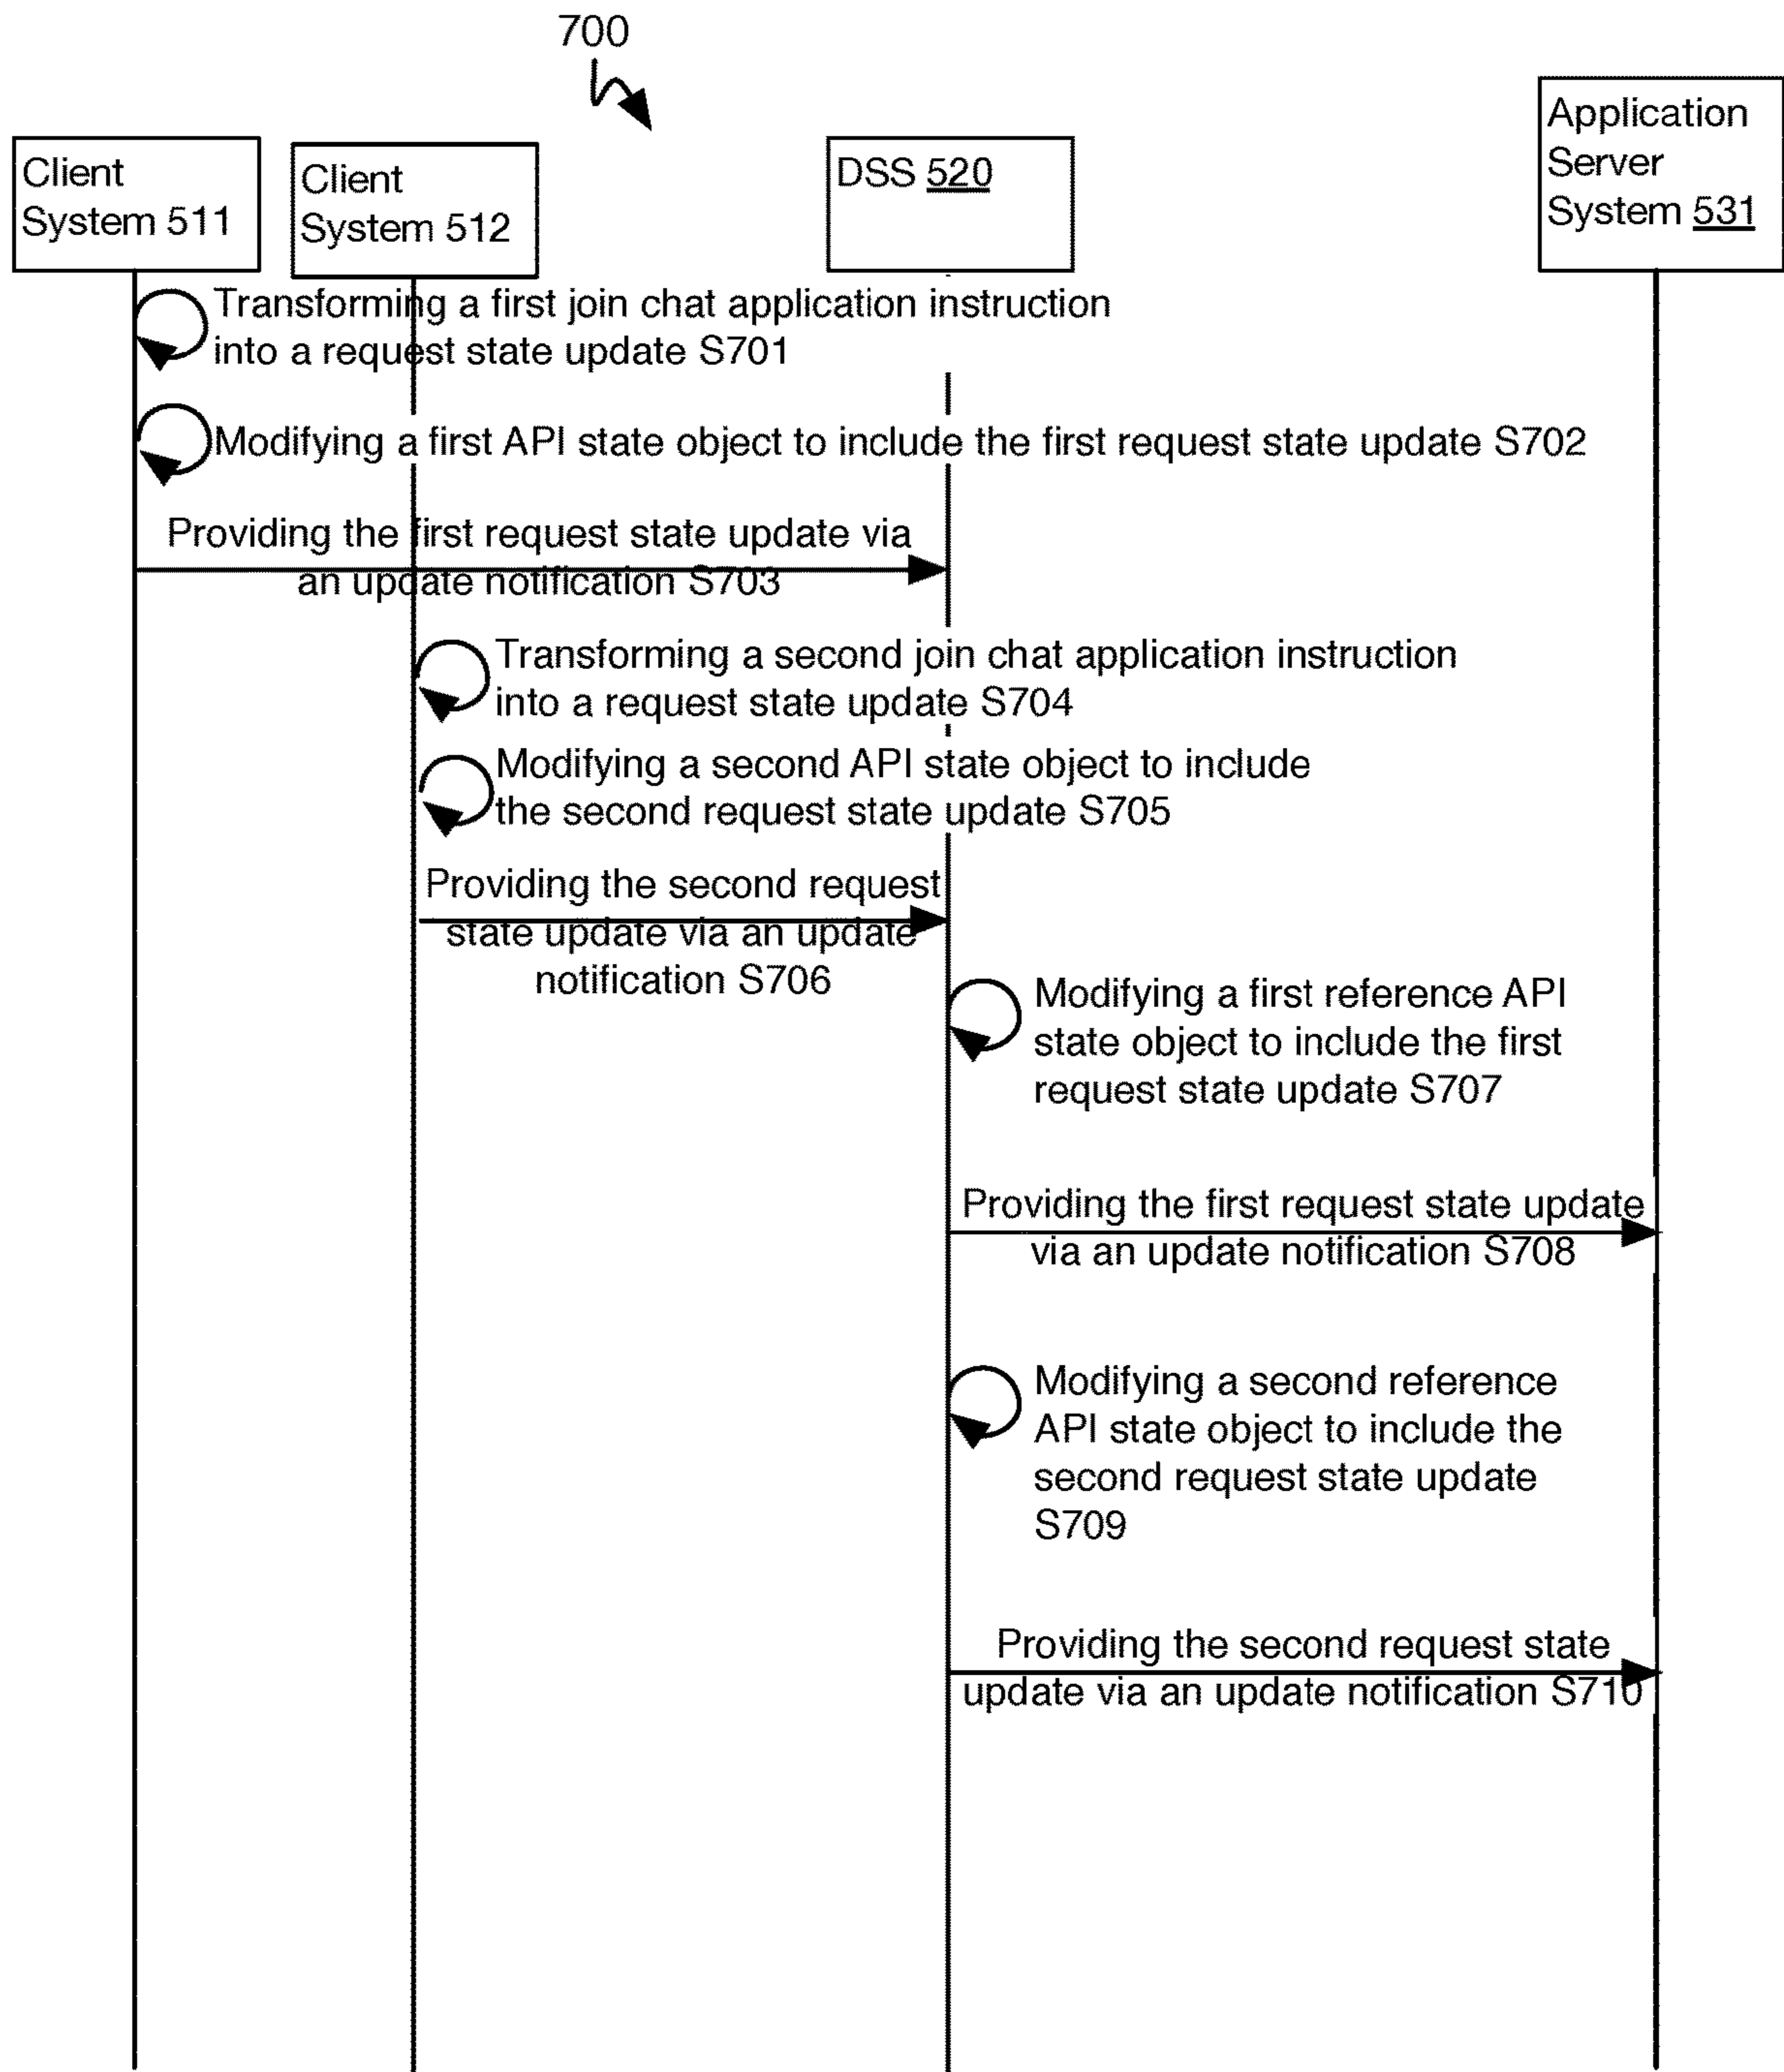 700
Client
System 511
Client
System 512
DSS 520
Application
Server
System 531
Transforming a first join chat application instruction
into a request state update S701
Modifying a first API state object to include the first request state update S702
Providing the first request state update via
an update notification S703
Transforming a second join chat application instruction
into a request state update S704
Modifying a second API state object to include
the second request state update S705
Providing the second request
state update via an update
notification S706
Modifying a first reference API
state object to include the first
request state update S707
Providing the first request state update
via an update notification S708
Modifying a second reference
API state object to include the
second request state update
S709
Providing the second request state
update via an update notification S710